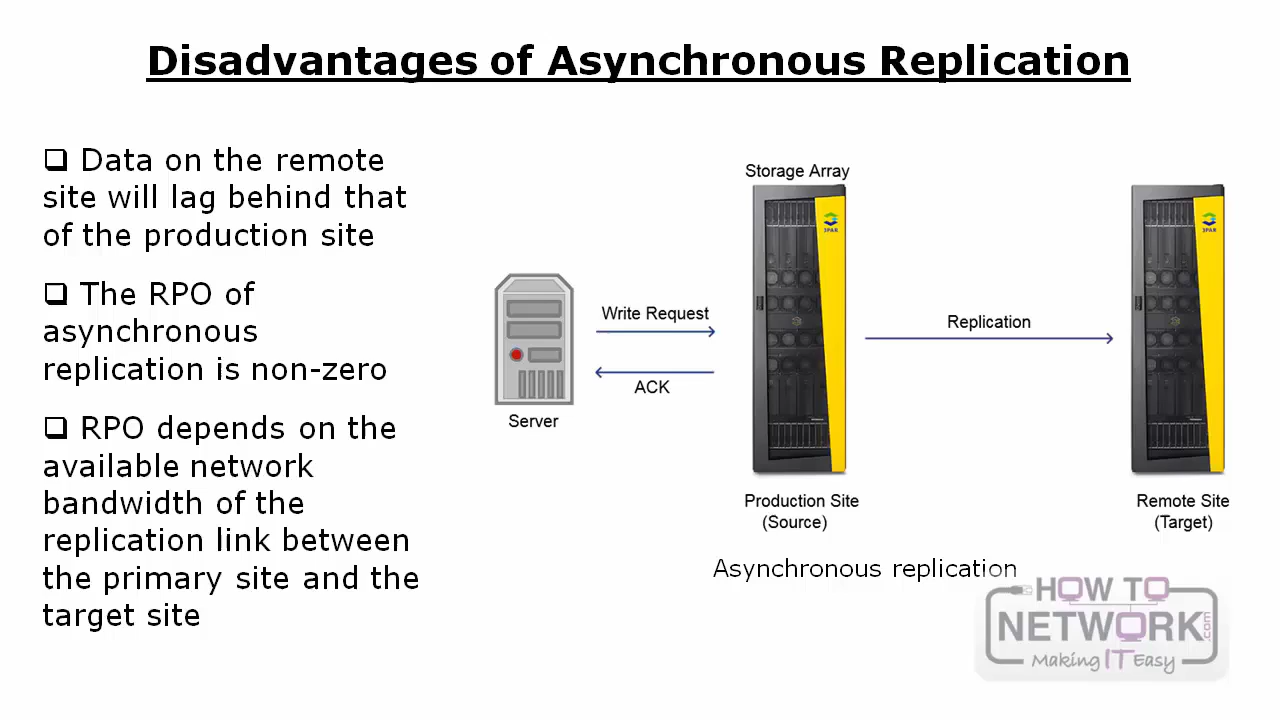 Disadvantages of Asynchronous Replication
❑ Data on the remote
site will lag behind that
of the production site
❑ The RPO of
asynchronous
replication is non-zero
❑ RPO depends on the
available network
bandwidth of the
replication link between
the primary site and the
target site
Storage Array
3PAR
3PAR
Write Request
ACK
Server
Replication
Production Site
(Source)
Remote Site
(Target)
Asynchronous replication
HOW TO
NETWORK.com
Making IT Easy